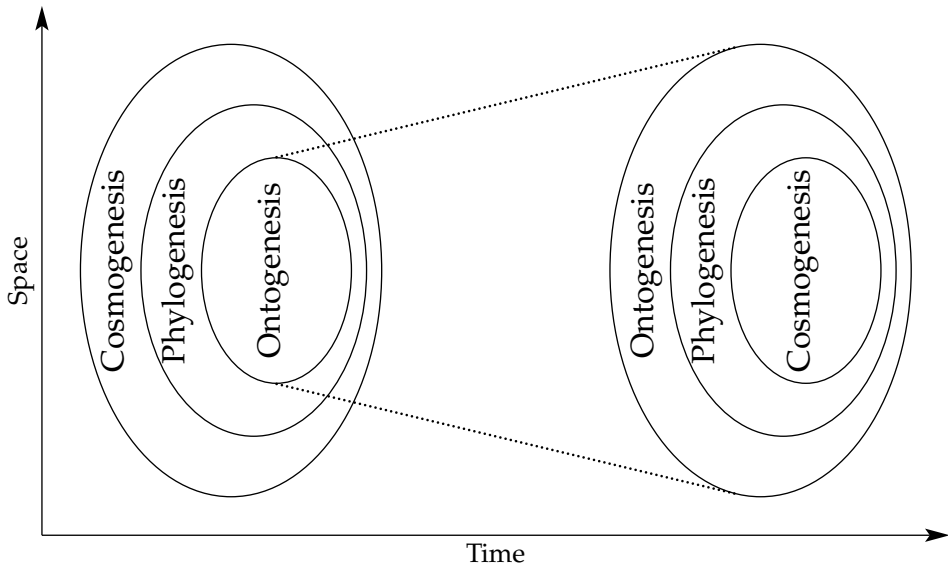 Space
Cosmogenesis
Phylogenesis
Ontogenesis
Ontogenesis
Phylogenesis
Cosmogenesis
Time